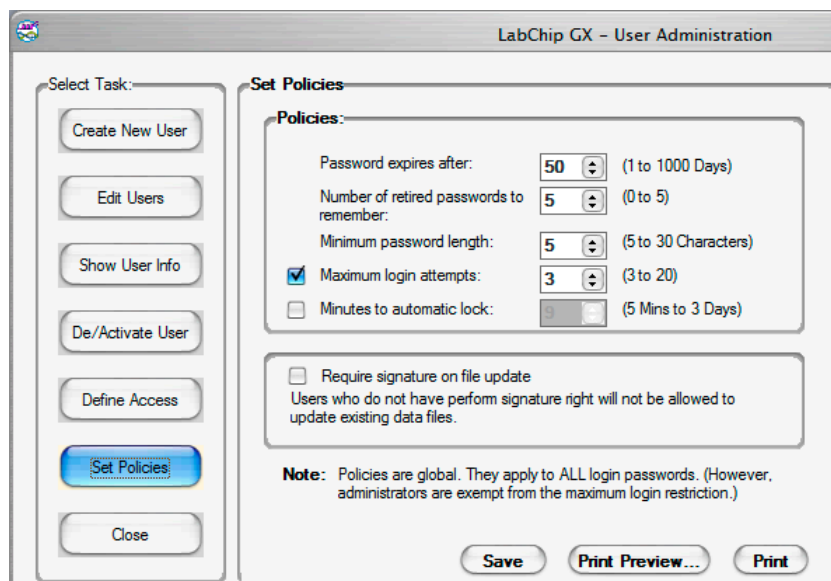 LabChip GX – User Administration
Select Task:
Create New User
Edit Users
Show User Info
De/Activate User
Define Access
Set Policies
Close
Set Policies
Policies:
Password expires after: 50 (1 to 1000 Days)
Number of retired passwords to
remember: 5 (0 to 5)
Minimum password length: 5 (5 to 30 Characters)
Maximum login attempts: 3 (3 to 20)
Minutes to automatic lock: 9 (5 Mins to 3 Days)
Require signature on file update
Users who do not have perform signature right will not be allowed to
update existing data files.
Note: Policies are global. They apply to ALL login passwords. (However,
administrators are exempt from the maximum login restriction.)
Save Print Preview... Print